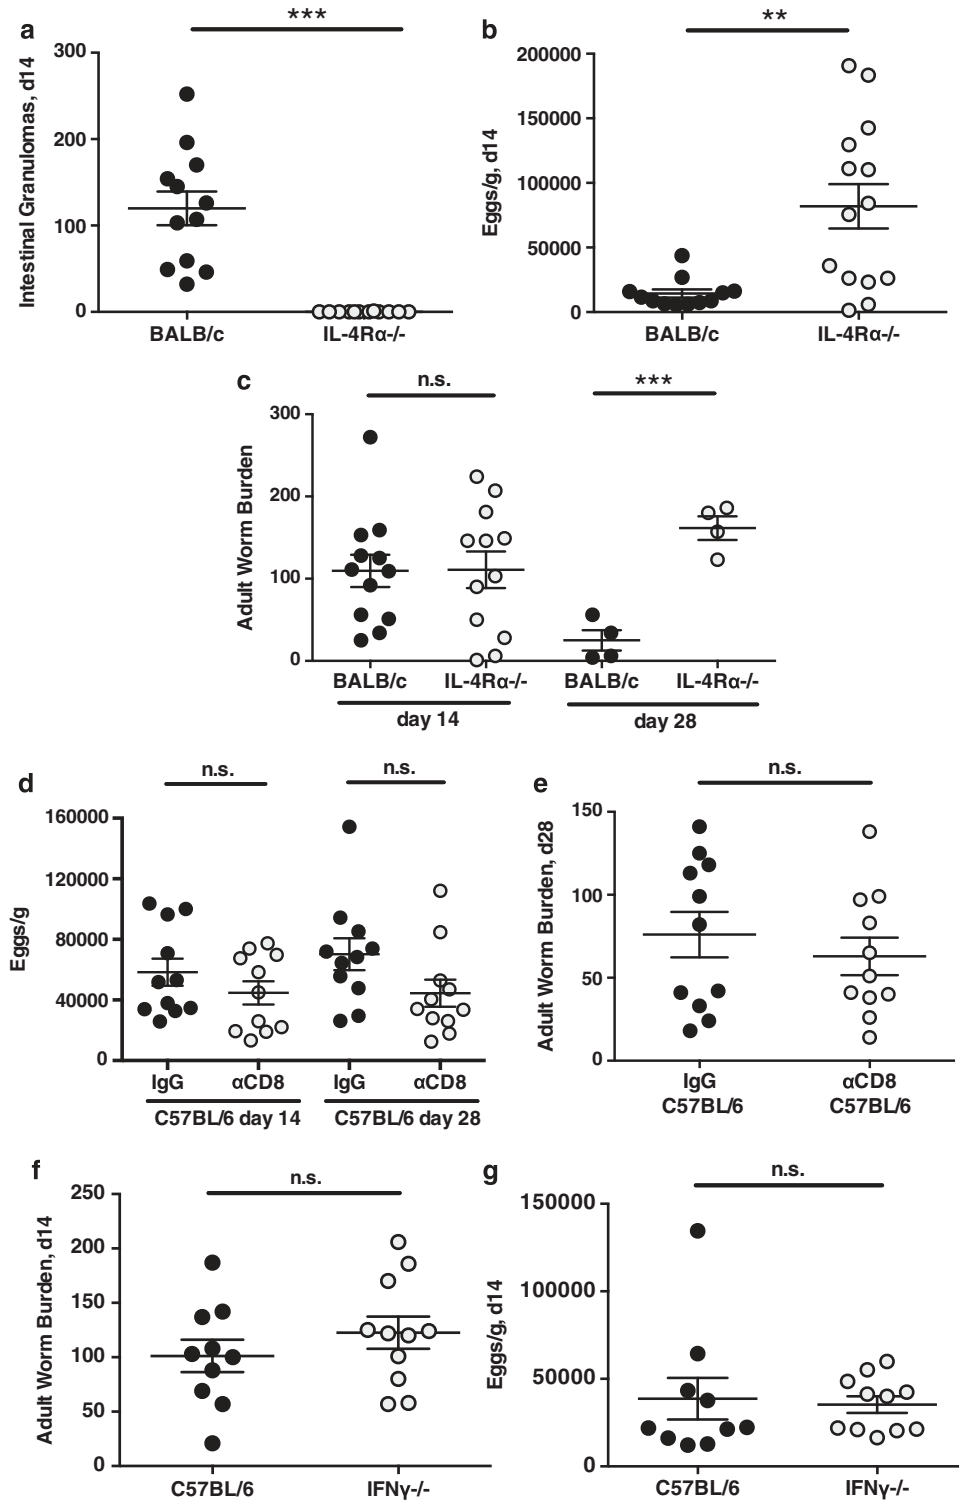 a
***
Intestinal Granulomas, d14
300
200
100
0
BALB/c
IL-4Rα-/-
b
**
Eggs/g, d14
200000
150000
100000
50000
0
BALB/c
IL-4Rα-/-
c
n.s.
***
Adult Worm Burden
300
200
100
0
BALB/c
IL-4Rα-/-
BALB/c
IL-4Rα-/-
day 14
day 28
d
n.s.
n.s.
Eggs/g
160000
120000
80000
40000
0
IgG
αCD8
IgG
αCD8
C57BL/6 day 14
C57BL/6 day 28
e
n.s.
Adult Worm Burden, d28
150
100
50
0
IgG
C57BL/6
αCD8
C57BL/6
f
n.s.
Adult Worm Burden, d14
250
200
150
100
50
0
C57BL/6
IFNγ-/-
g
n.s.
Eggs/g, d14
150000
100000
50000
0
C57BL/6
IFNγ-/-